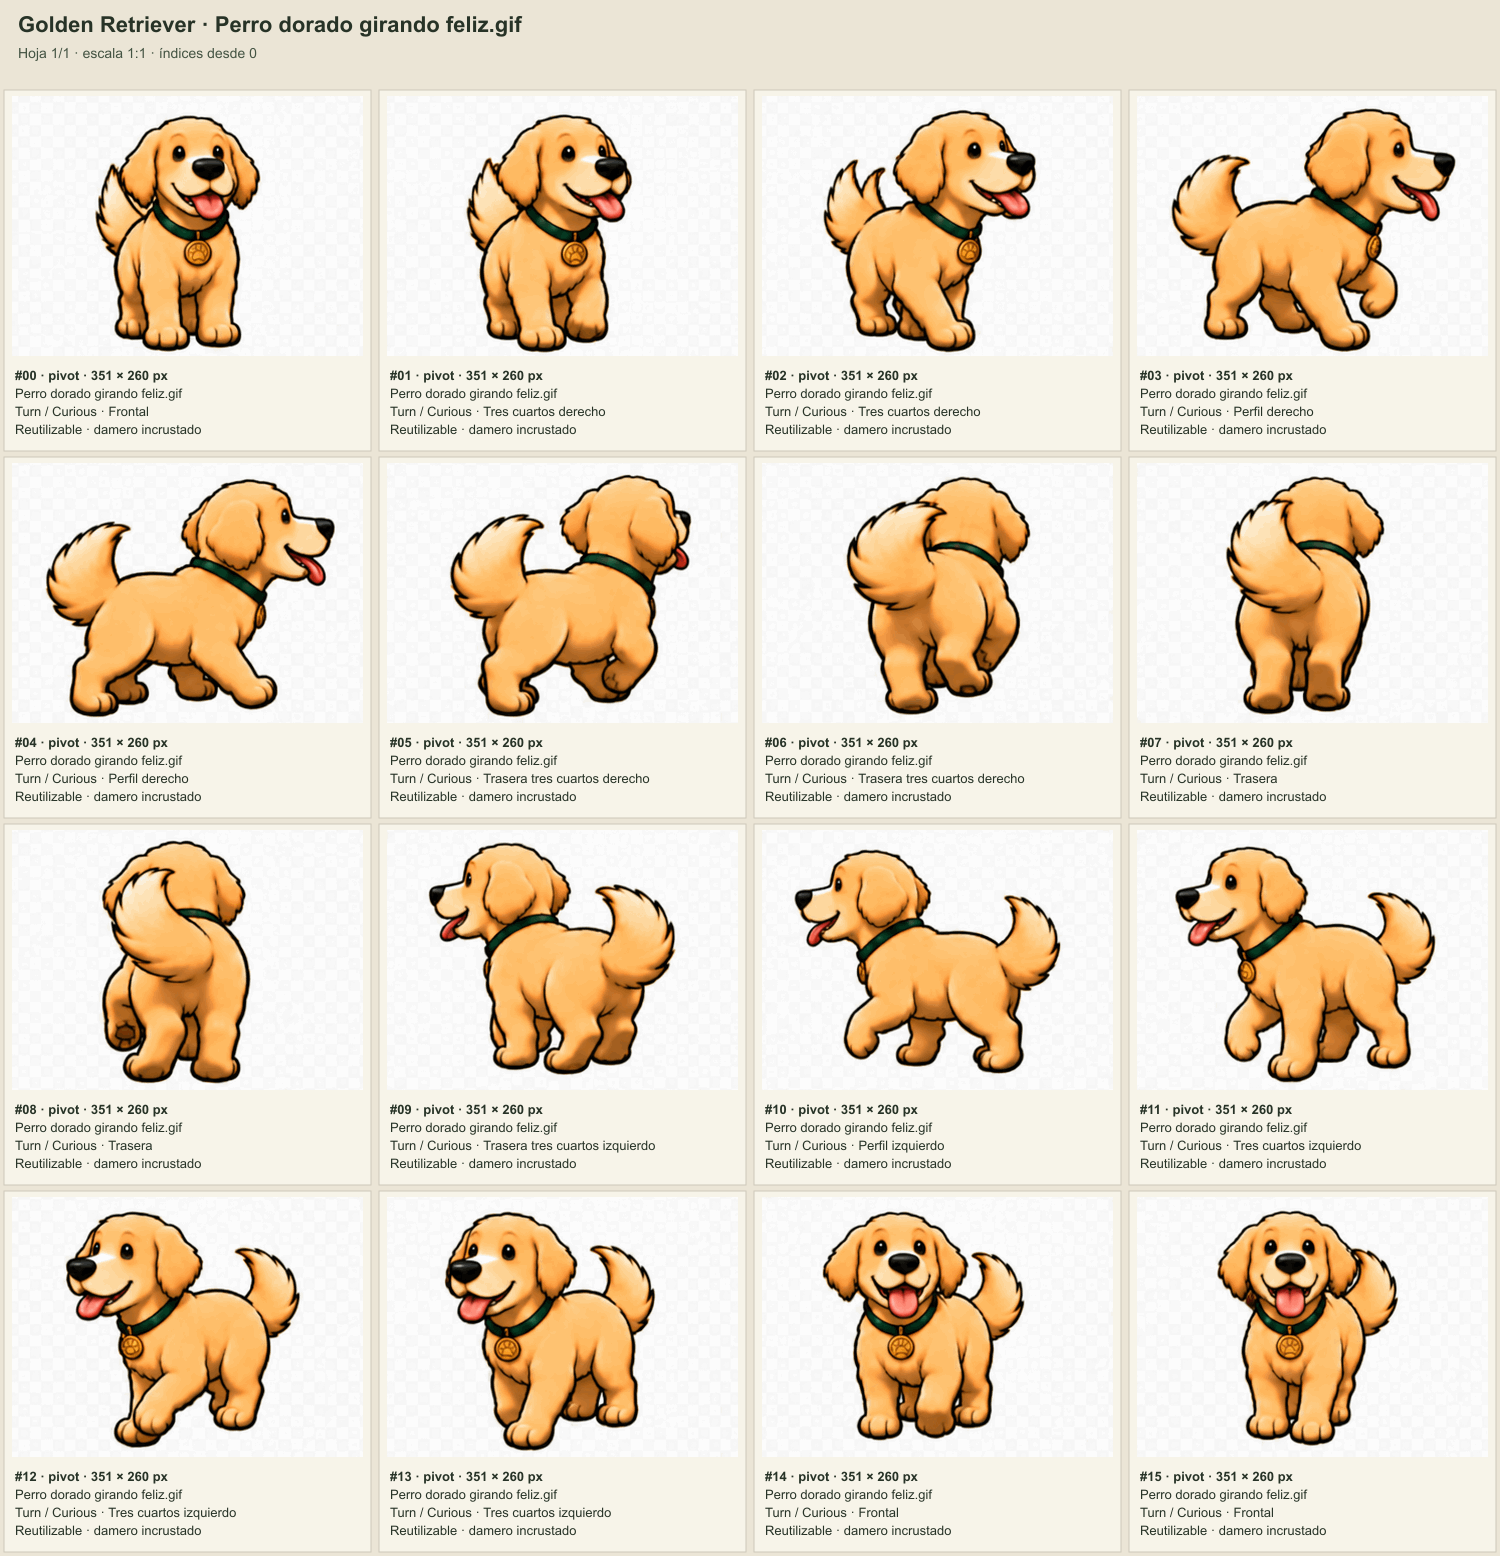 Golden Retriever · Perro dorado girando feliz.gif
Hoja 1/1 · escala 1:1 · índices desde 0
#00 · pivot · 351 × 260 px
Perro dorado girando feliz.gif
Turn / Curious · Frontal
Reutilizable · damero incrustado
#01 · pivot · 351 × 260 px
Perro dorado girando feliz.gif
Turn / Curious · Tres cuartos derecho
Reutilizable · damero incrustado
#02 · pivot · 351 × 260 px
Perro dorado girando feliz.gif
Turn / Curious · Tres cuartos derecho
Reutilizable · damero incrustado
#03 · pivot · 351 × 260 px
Perro dorado girando feliz.gif
Turn / Curious · Perfil derecho
Reutilizable · damero incrustado
#04 · pivot · 351 × 260 px
Perro dorado girando feliz.gif
Turn / Curious · Perfil derecho
Reutilizable · damero incrustado
#05 · pivot · 351 × 260 px
Perro dorado girando feliz.gif
Turn / Curious · Trasera tres cuartos derecho
Reutilizable · damero incrustado
#06 · pivot · 351 × 260 px
Perro dorado girando feliz.gif
Turn / Curious · Trasera tres cuartos derecho
Reutilizable · damero incrustado
#07 · pivot · 351 × 260 px
Perro dorado girando feliz.gif
Turn / Curious · Trasera
Reutilizable · damero incrustado
#08 · pivot · 351 × 260 px
Perro dorado girando feliz.gif
Turn / Curious · Trasera
Reutilizable · damero incrustado
#09 · pivot · 351 × 260 px
Perro dorado girando feliz.gif
Turn / Curious · Trasera tres cuartos izquierdo
Reutilizable · damero incrustado
#10 · pivot · 351 × 260 px
Perro dorado girando feliz.gif
Turn / Curious · Perfil izquierdo
Reutilizable · damero incrustado
#11 · pivot · 351 × 260 px
Perro dorado girando feliz.gif
Turn / Curious · Tres cuartos izquierdo
Reutilizable · damero incrustado
#12 · pivot · 351 × 260 px
Perro dorado girando feliz.gif
Turn / Curious · Tres cuartos izquierdo
Reutilizable · damero incrustado
#13 · pivot · 351 × 260 px
Perro dorado girando feliz.gif
Turn / Curious · Tres cuartos izquierdo
Reutilizable · damero incrustado
#14 · pivot · 351 × 260 px
Perro dorado girando feliz.gif
Turn / Curious · Frontal
Reutilizable · damero incrustado
#15 · pivot · 351 × 260 px
Perro dorado girando feliz.gif
Turn / Curious · Frontal
Reutilizable · damero incrustado